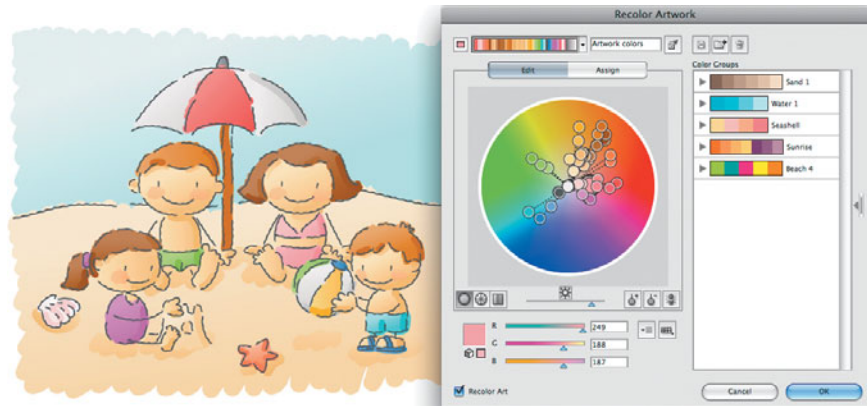 Recolor Artwork
Artwork colors
Edit
Assign
Color Groups
Sand 1
Water 1
Seashell
Sunrise
Beach 4
R 249
G 188
B 187
Recolor Art
Cancel
OK